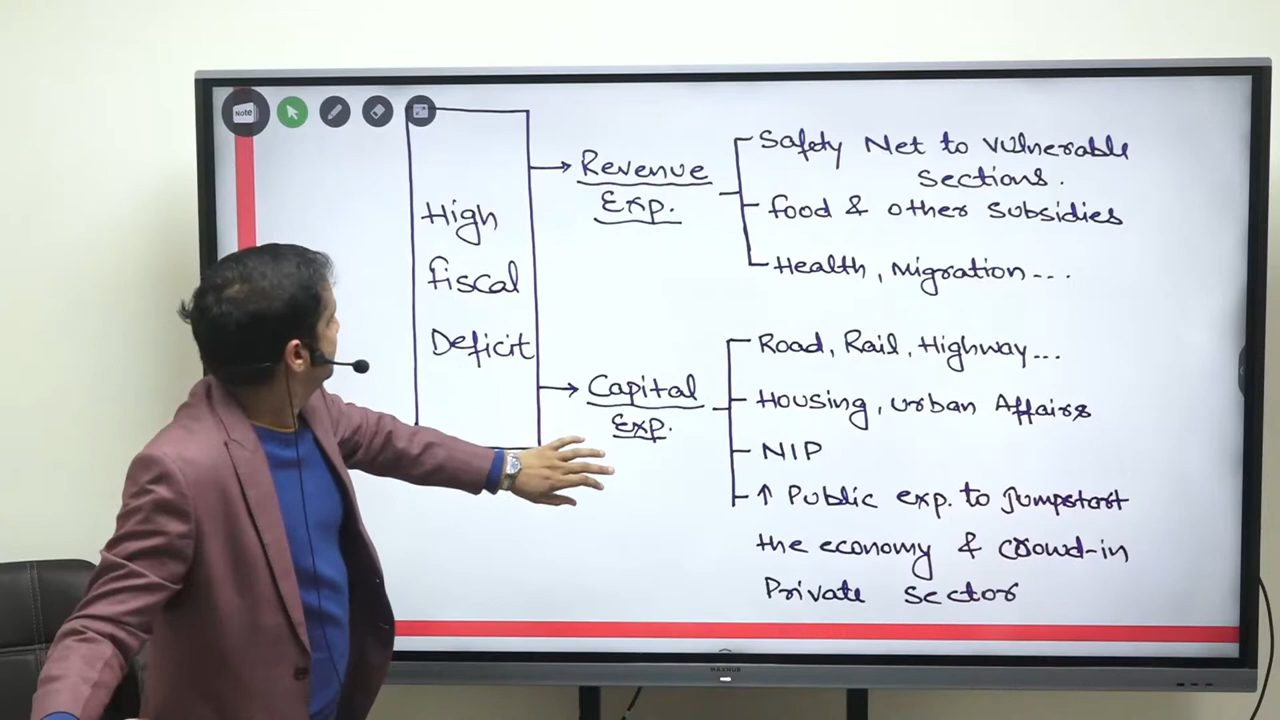 Note
High
fiscal
Deficit
Revenue
Exp.
Safety Net to vulnerable
sections.
food & other subsidies
Health, Migration...
Capital
Exp.
Road, Rail, Highway...
Housing, urban Affairs
NIP
↑ Public exp. to Jumpstart
the economy & crowd-in
Private sector
MAXHUB